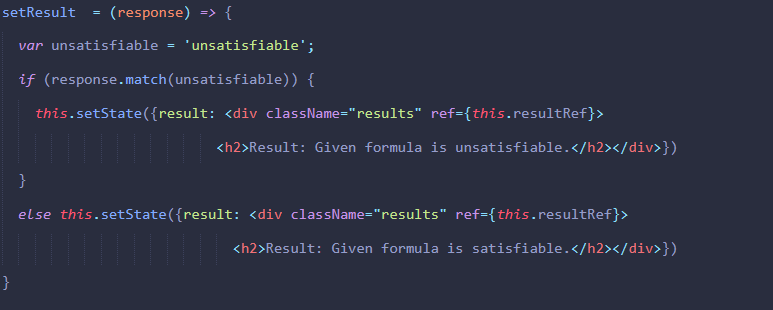 setResult  = (response) => {
  var unsatisfiable = 'unsatisfiable';
  if (response.match(unsatisfiable)) {
    this.setState({result: <div className="results" ref={this.resultRef}>
                          <h2>Result: Given formula is unsatisfiable.</h2></div>})
  }
  else this.setState({result: <div className="results" ref={this.resultRef}>
                            <h2>Result: Given formula is satisfiable.</h2></div>})
}